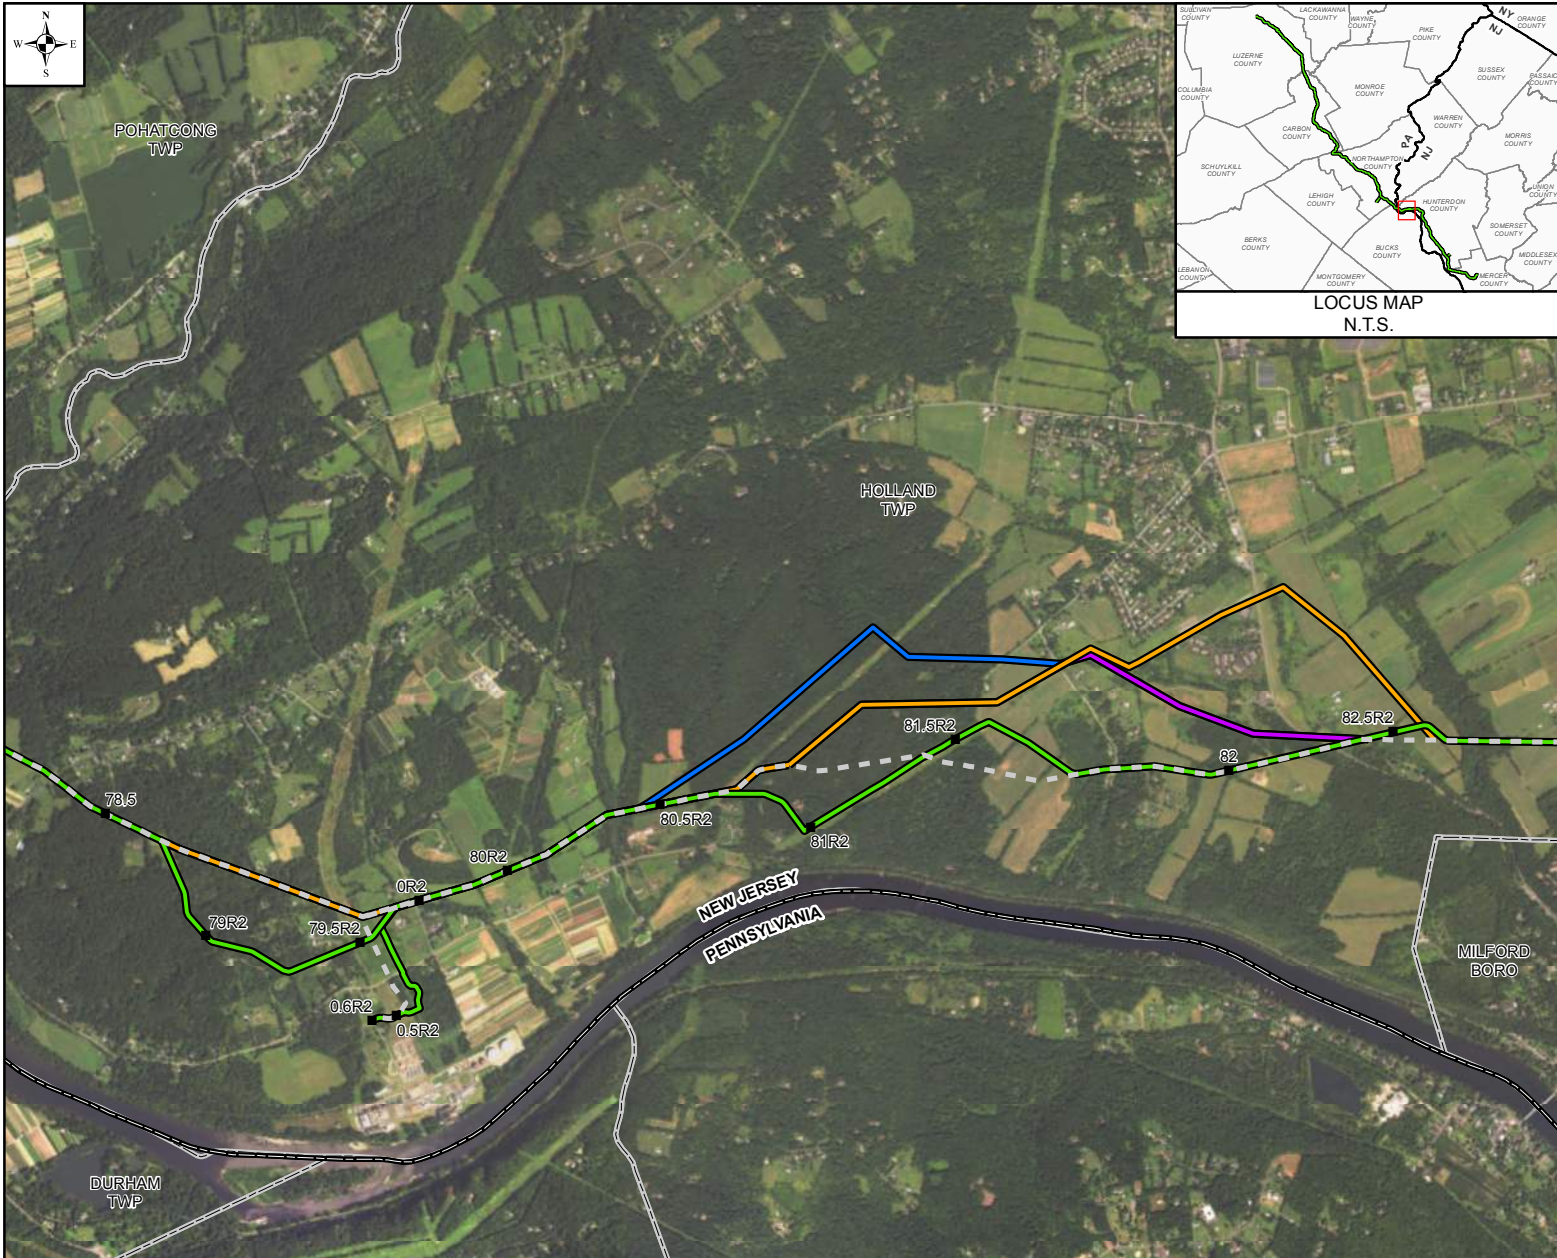 N
W E
S
POHATCONG
TWP
SULLIVAN
COUNTY
LACKAWANNA
COUNTY
WAYNE
COUNTY
PIKE
COUNTY
NY
NJ
ORANGE
COUNTY
LUZERNE
COUNTY
SUSSEX
COUNTY
PASSAIC
COUNTY
COLUMBIA
COUNTY
MONROE
COUNTY
WARREN
COUNTY
MORRIS
COUNTY
CARBON
COUNTY
PA
NJ
SCHUYLKILL
COUNTY
NORTHAMPTON
COUNTY
UNION
COUNTY
LEHIGH
COUNTY
HUNTERDON
COUNTY
SOMERSET
COUNTY
BERKS
COUNTY
BUCKS
COUNTY
MIDDLESEX
COUNTY
LEBANON
COUNTY
MONTGOMERY
COUNTY
MERCER
COUNTY
LOCUS MAP
N.T.S.
HOLLAND
TWP
78.5
79R2
79.5R2
0R2
80R2
80.5R2
81R2
81.5R2
82
82.5R2
0.6R2
0.5R2
NEW JERSEY
PENNSYLVANIA
MILFORD
BORO
DURHAM
TWP